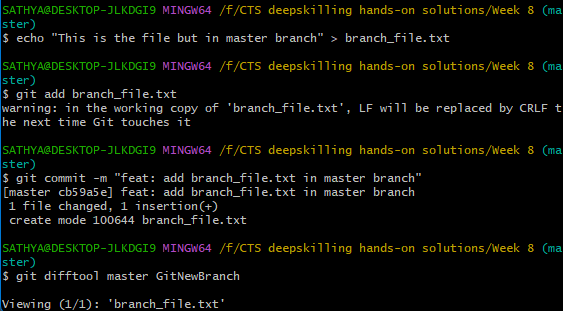 SATHYA@DESKTOP-JLKDGI9 MINGW64 /f/CTS deepskilling hands-on solutions/Week 8 (ma
ster)
$ echo "This is the file but in master branch" > branch_file.txt
SATHYA@DESKTOP-JLKDGI9 MINGW64 /f/CTS deepskilling hands-on solutions/Week 8 (ma
ster)
$ git add branch_file.txt
warning: in the working copy of 'branch_file.txt', LF will be replaced by CRLF t
he next time Git touches it
SATHYA@DESKTOP-JLKDGI9 MINGW64 /f/CTS deepskilling hands-on solutions/Week 8 (ma
ster)
$ git commit -m "feat: add branch_file.txt in master branch"
[master cb59a5e] feat: add branch_file.txt in master branch
 1 file changed, 1 insertion(+)
 create mode 100644 branch_file.txt
SATHYA@DESKTOP-JLKDGI9 MINGW64 /f/CTS deepskilling hands-on solutions/Week 8 (ma
ster)
$ git difftool master GitNewBranch
Viewing (1/1): 'branch_file.txt'